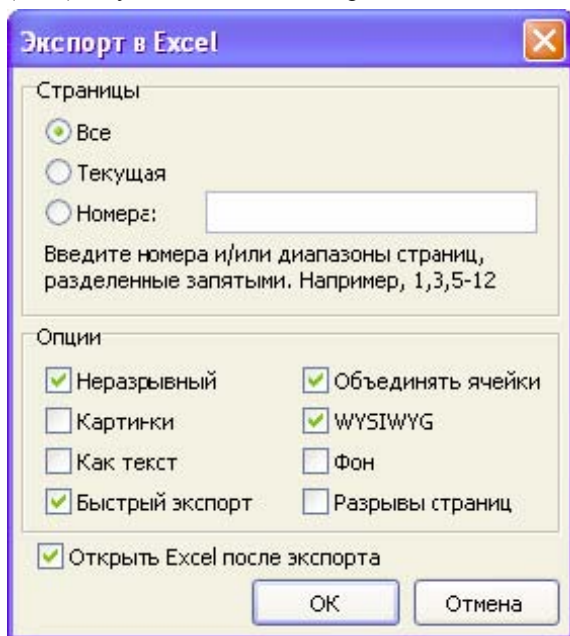 Экспорт в Excel
Страницы
Все
Текущая
Номера:
Введите номера и/или диапазоны страниц,
разделенные запятыми. Например, 1,3,5-12
Опции
Неразрывный
Объединять ячейки
Картинки
WYSIWYG
Как текст
Фон
Быстрый экспорт
Разрывы страниц
Открыть Excel после экспорта
ОК
Отмена